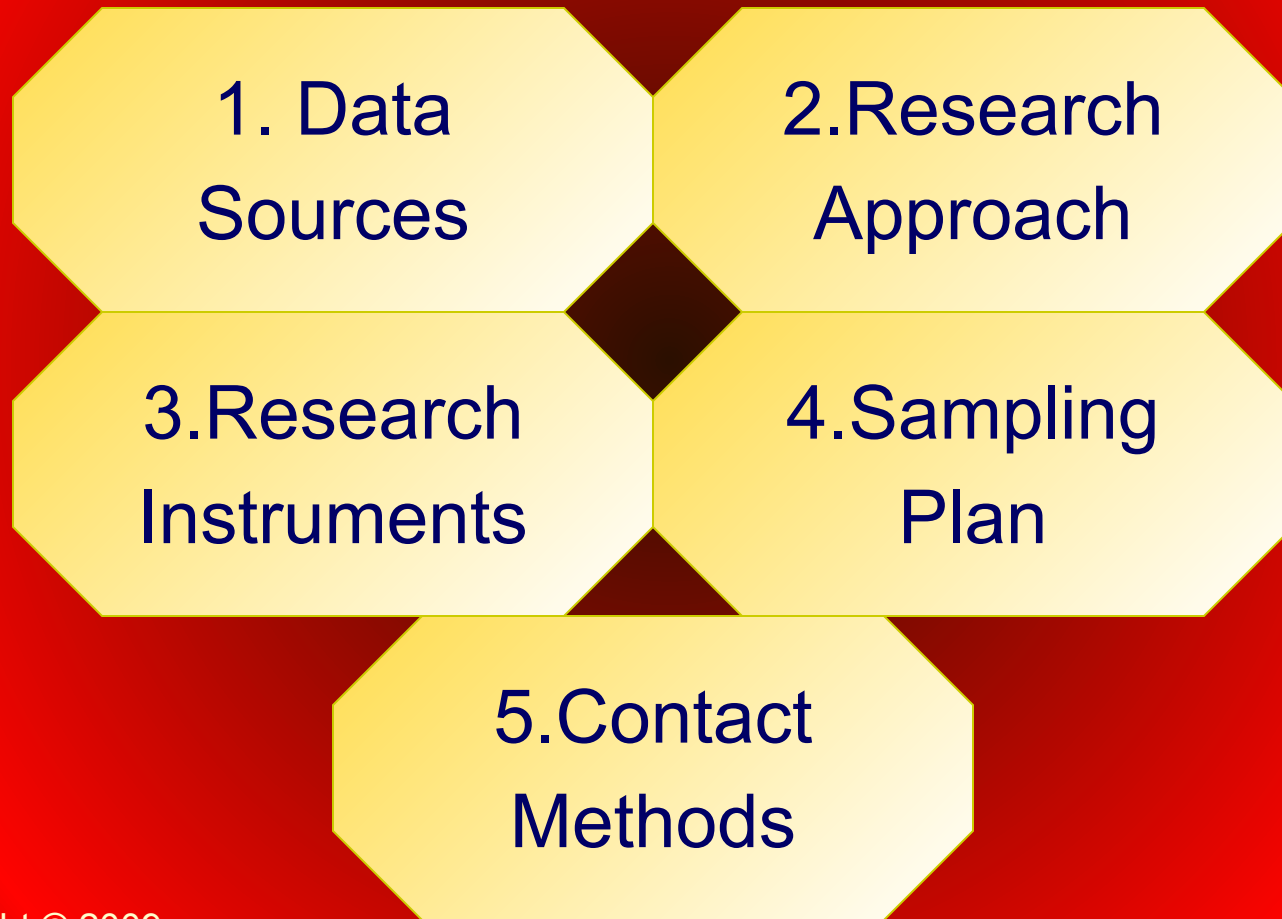 1. Data
Sources
2.Research
Approach
3.Research
Instruments
4.Sampling
Plan
5.Contact
Methods